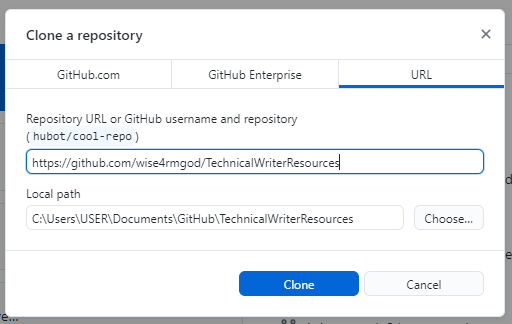 Clone a repository
GitHub.com
GitHub Enterprise
URL
Repository URL or GitHub username and repository
(hubot/cool-repo)
https://github.com/wise4rmgod/TechnicalWriterResources
Local path
C:\Users\USER\Documents\GitHub\TechnicalWriterResources
Choose...
Clone
Cancel